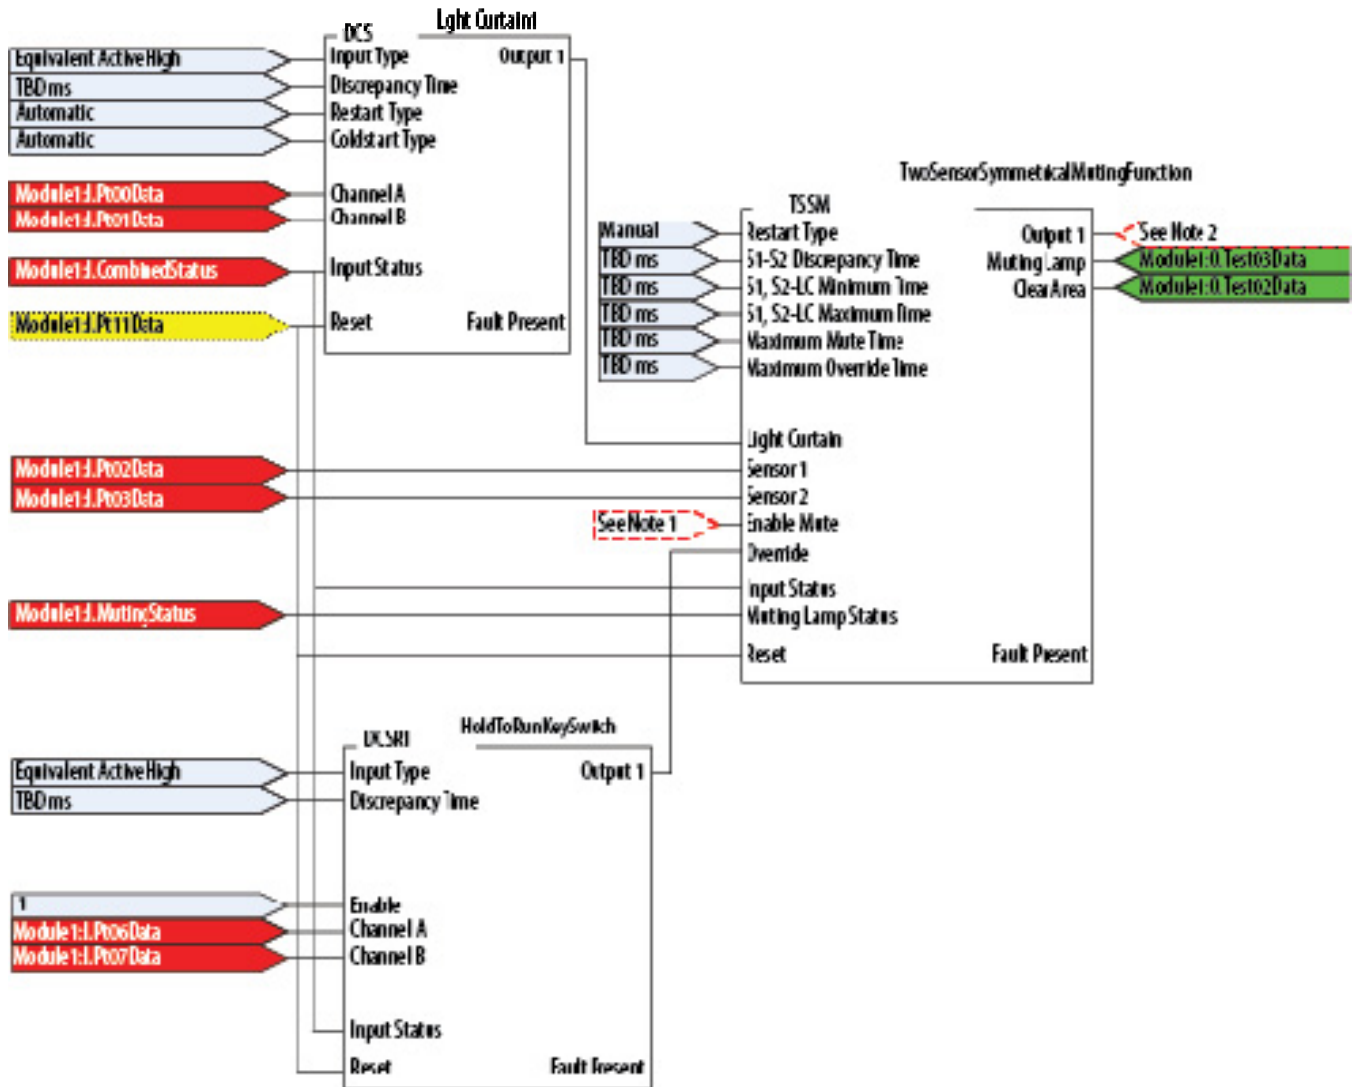 Light Curtain1
DCS
Equivalent Active High
Input Type
Output 1
TBD ms
Discrepancy Time
Automatic
Restart Type
Automatic
Coldstart Type
Module1:I.Pt00Data
Channel A
Module1:I.Pt01Data
Channel B
Module1:I.CombinedStatus
Input Status
Module1:I.Pt11Data
Reset
Fault Present
TwoSensorSymmetricalMutingFunction
TSSM
Manual
Restart Type
Output 1
See Note 2
TBD ms
S1-S2 Discrepancy Time
Muting Lamp
Module1:O.Test03Data
TBD ms
S1, S2-LC Minimum Time
Clear Area
Module1:O.Test02Data
TBD ms
S1, S2-LC Maximum Time
TBD ms
Maximum Mute Time
TBD ms
Maximum Override Time
Light Curtain
Module1:I.Pt02Data
Sensor 1
Module1:I.Pt03Data
Sensor 2
See Note 1
Enable Mute
Override
Input Status
Module1:I.MutingStatus
Muting Lamp Status
Reset
Fault Present
HoldToRunKeySwitch
DCSRT
Equivalent Active High
Input Type
Output 1
TBD ms
Discrepancy Time
1
Enable
Module1:I.Pt06Data
Channel A
Module1:I.Pt07Data
Channel B
Input Status
Reset
Fault Present